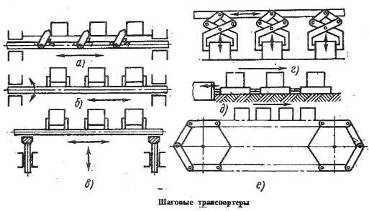 а)
б)
в)
г)
д)
е)
Шаговые транспортеры